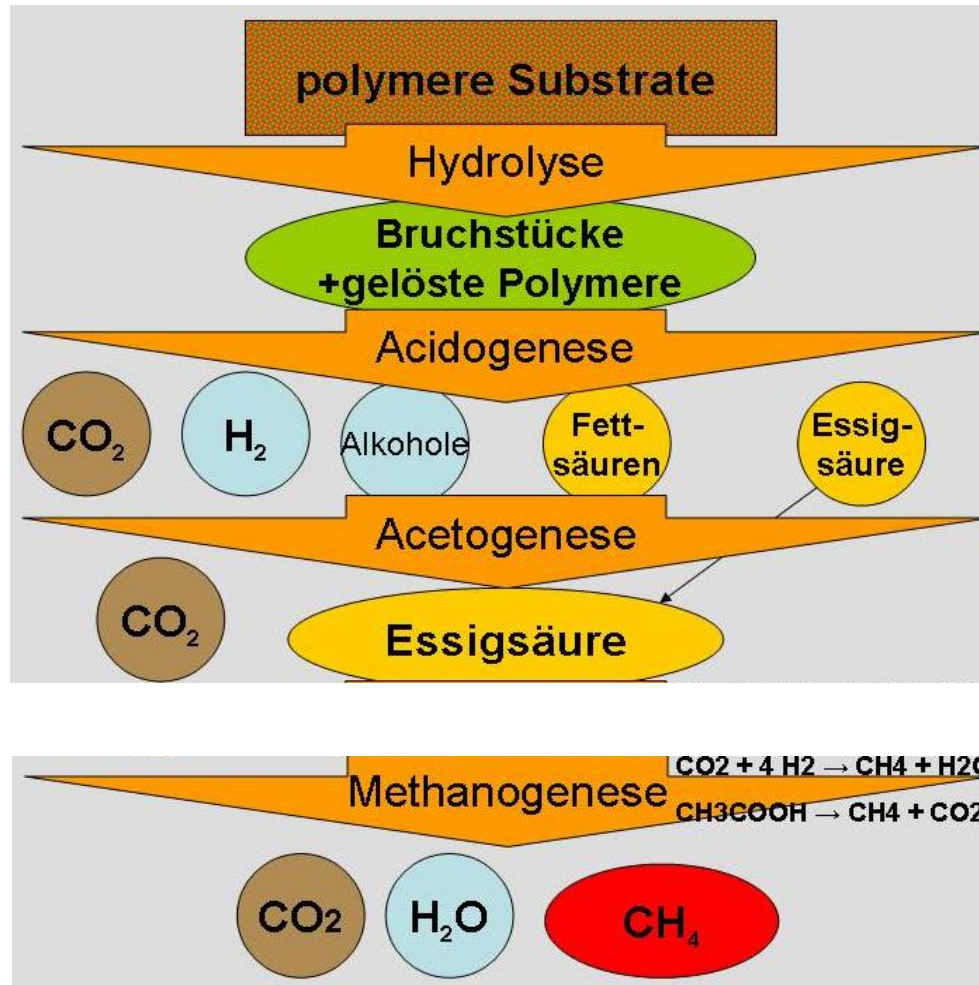 polymere Substrate
Hydrolyse
Bruchstücke
+gelöste Polymere
Acidogenese
CO₂
H₂
Alkohole
Fett-
säuren
Essig-
säure
Acetogenese
CO₂
Essigsäure
CO2 + 4 H2 → CH4 + H2O
Methanogenese
CH3COOH → CH4 + CO2
CO2
H₂O
CH₄